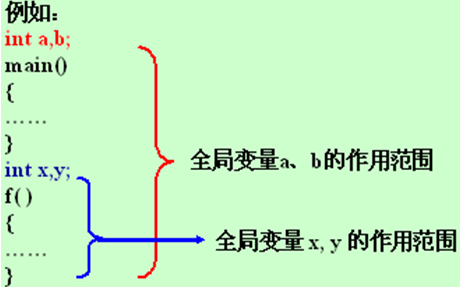 例如:
int a,b;
main()
{
……
}
int x,y;
全局变量a、b的作用范围
f( )
{
全局变量 x, y 的作用范围
……
}